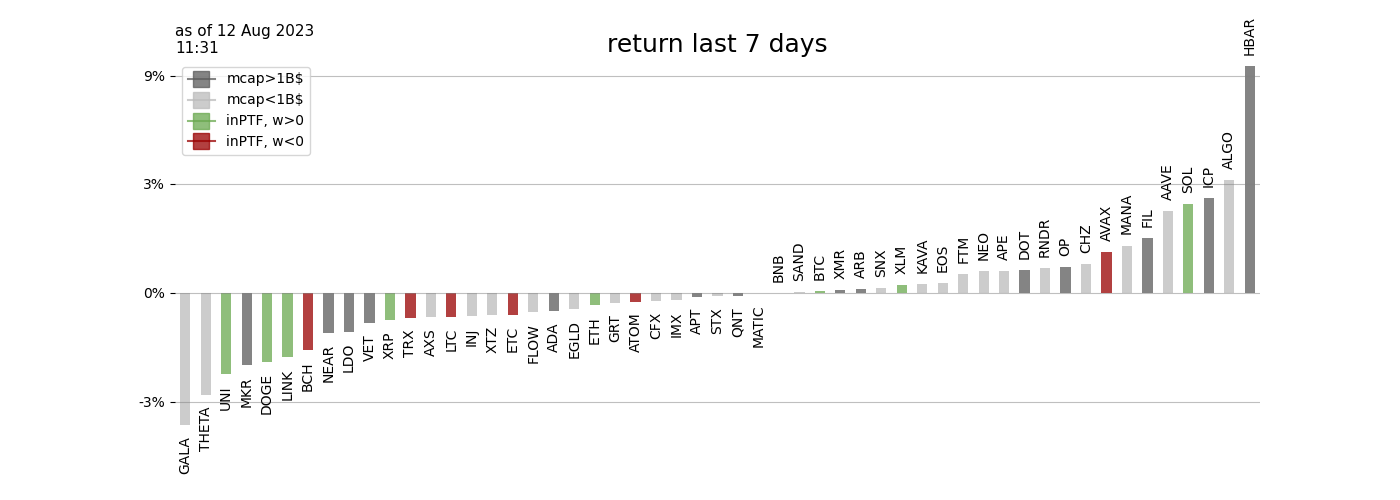 as of 12 Aug 2023
11:31
return last 7 days
mcap>1B$
mcap<1B$
inPTF, w>0
inPTF, w<0
9%
3%
0%
-3%
GALA
THETA
UNI
MKR
DOGE
LINK
BCH
NEAR
LDO
VET
XRP
TRX
AXS
LTC
INJ
XTZ
ETC
FLOW
ADA
EGLD
ETH
GRT
ATOM
CFX
IMX
APT
STX
QNT
MATIC
BNB
SAND
BTC
XMR
ARB
SNX
XLM
KAVA
EOS
FTM
NEO
APE
DOT
RNDR
OP
CHZ
AVAX
MANA
FIL
AAVE
SOL
ICP
ALGO
HBAR